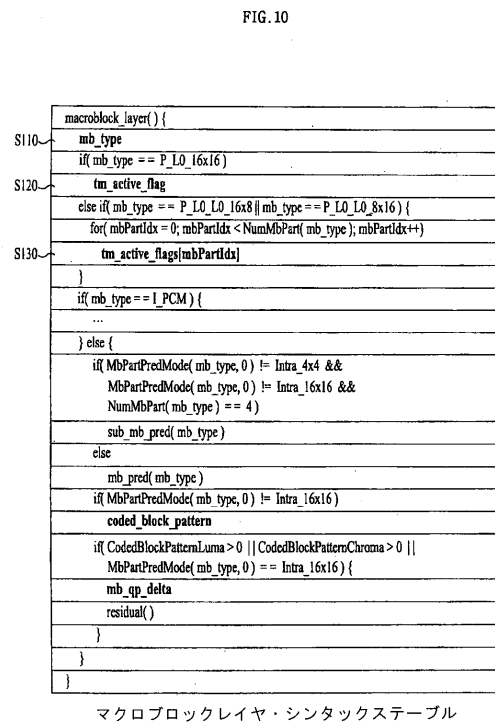 FIG.10
macroblock_layer( ) {
S110 mb_type
if( mb_type == P_L0_16x16 )
S120 tm_active_flag
else if( mb_type == P_L0_L0_16x8 || mb_type == P_L0_L0_8x16 ) {
for( mbPartIdx = 0; mbPartIdx < NumMbPart( mb_type ); mbPartIdx++)
S130 tm_active_flags[mbPartIdx]
}
if( mb_type == I_PCM ) {
...
} else {
if( MbPartPredMode( mb_type, 0 ) != Intra_4x4 &&
MbPartPredMode( mb_type, 0 ) != Intra_16x16 &&
NumMbPart( mb_type ) == 4 )
sub_mb_pred( mb_type )
else
mb_pred( mb_type )
if( MbPartPredMode( mb_type, 0 ) != Intra_16x16 )
coded_block_pattern
if( CodedBlockPatternLuma > 0 || CodedBlockPatternChroma > 0 ||
MbPartPredMode( mb_type, 0 ) == Intra_16x16 ) {
mb_qp_delta
residual( )
}
}
}
マクロブロックレイヤ・シンタックステーブル